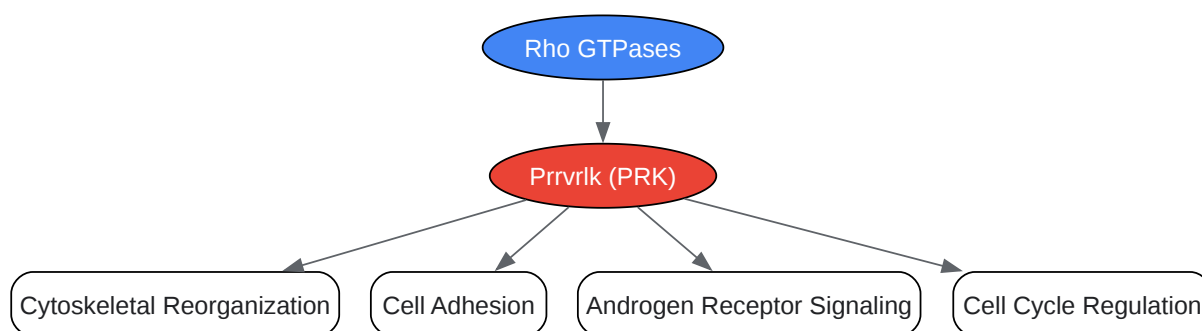 Rho GTPases
Prrvrlk (PRK)
Cytoskeletal Reorganization
Cell Adhesion
Androgen Receptor Signaling
Cell Cycle Regulation